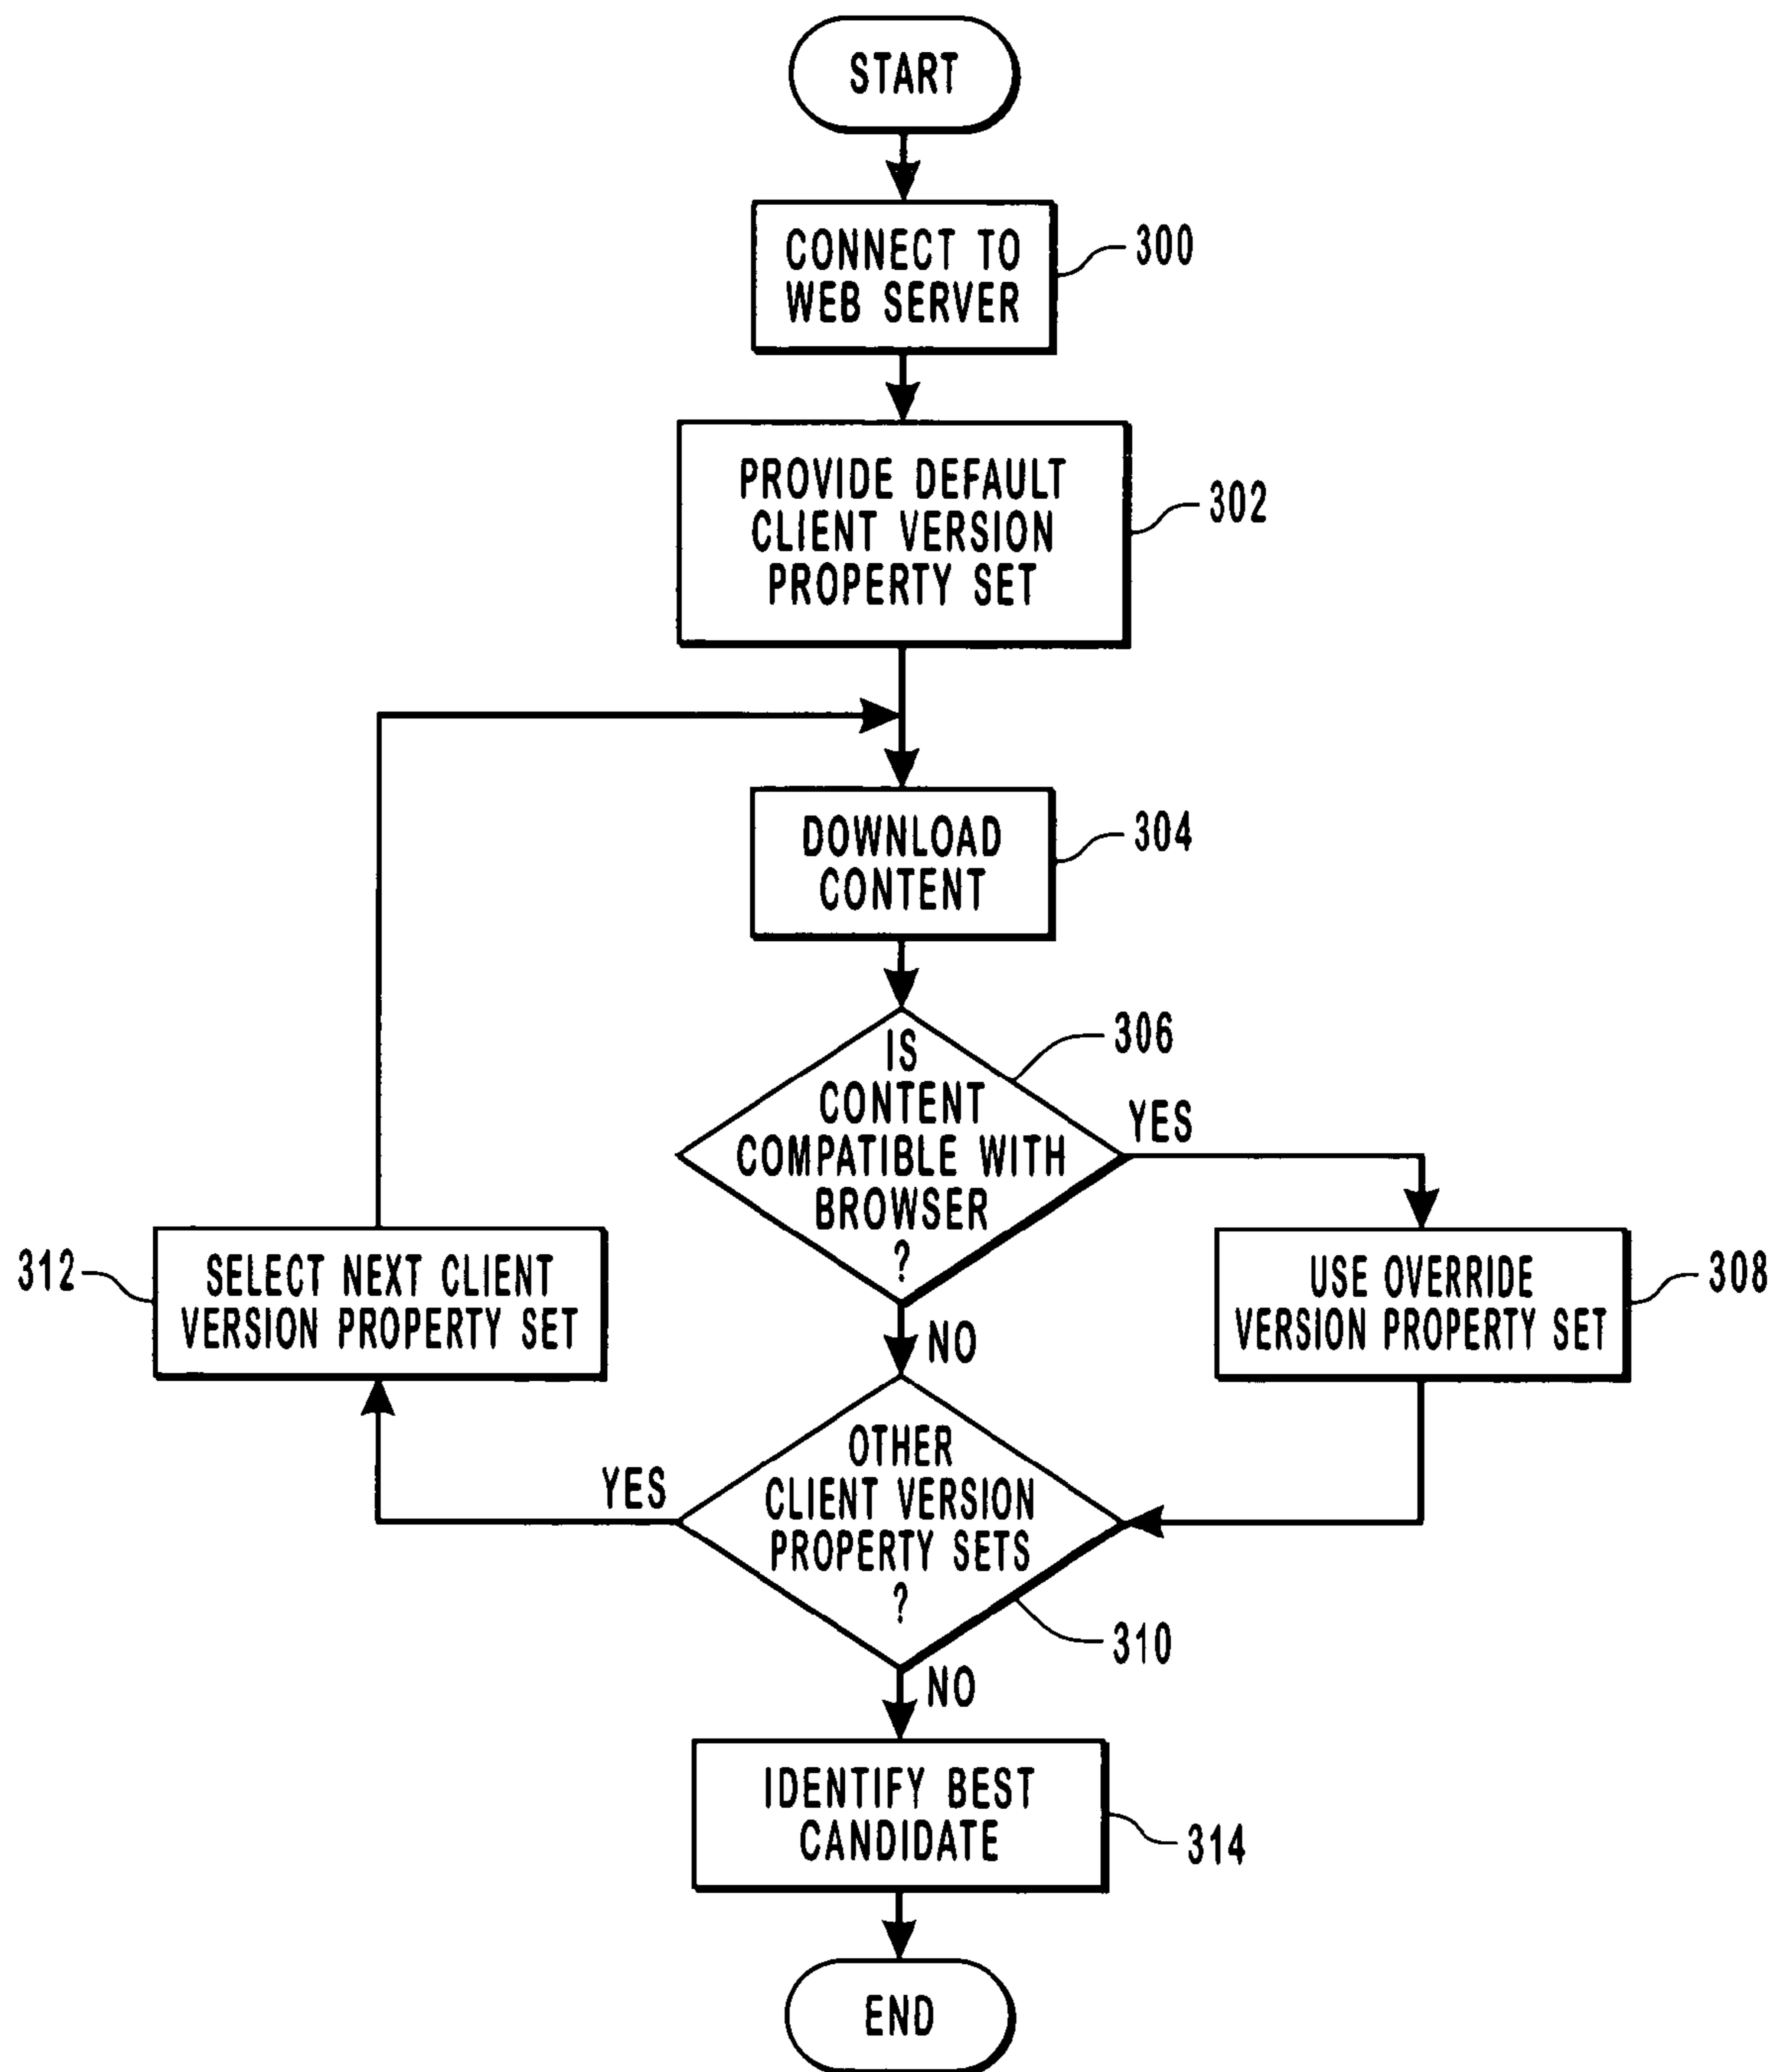 START
CONNECT TO
WEB SERVER
300
PROVIDE DEFAULT
CLIENT VERSION
PROPERTY SET
302
DOWNLOAD
CONTENT
304
IS
CONTENT
COMPATIBLE WITH
BROWSER
?
306
YES
NO
312
SELECT NEXT CLIENT
VERSION PROPERTY SET
USE OVERRIDE
VERSION PROPERTY SET
308
OTHER
CLIENT VERSION
PROPERTY SETS
?
YES
310
NO
IDENTIFY BEST
CANDIDATE
314
END